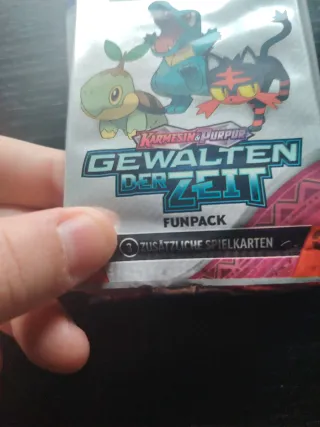 KARMESIN & PURPUR
GEWALTEN
DER ZEIT
FUNPACK
3 ZUSÄTZLICHE SPIELKARTEN